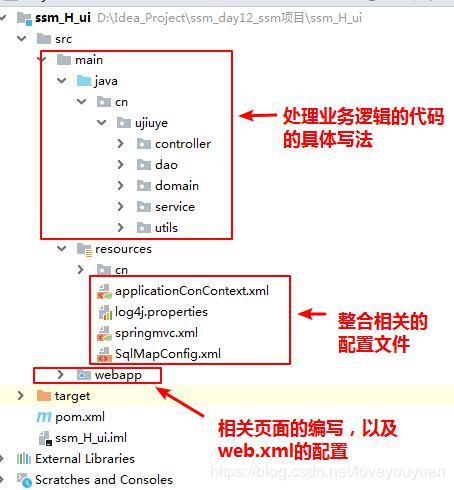 ssm_H_ui D:\Idea_Project\ssm_day12_ssm项目\ssm_H_ui
src
main
java
cn
ujiuye
controller
dao
domain
service
utils
处理业务逻辑的代码
的具体写法
resources
cn
applicationConContext.xml
log4j.properties
springmvc.xml
SqlMapConfig.xml
整合相关的
配置文件
webapp
target
pom.xml
ssm_H_ui.iml
相关页面的编写，以及
web.xml的配置
External Libraries
Scratches and Consoles
https://blog.csdn.net/loveyouyuan